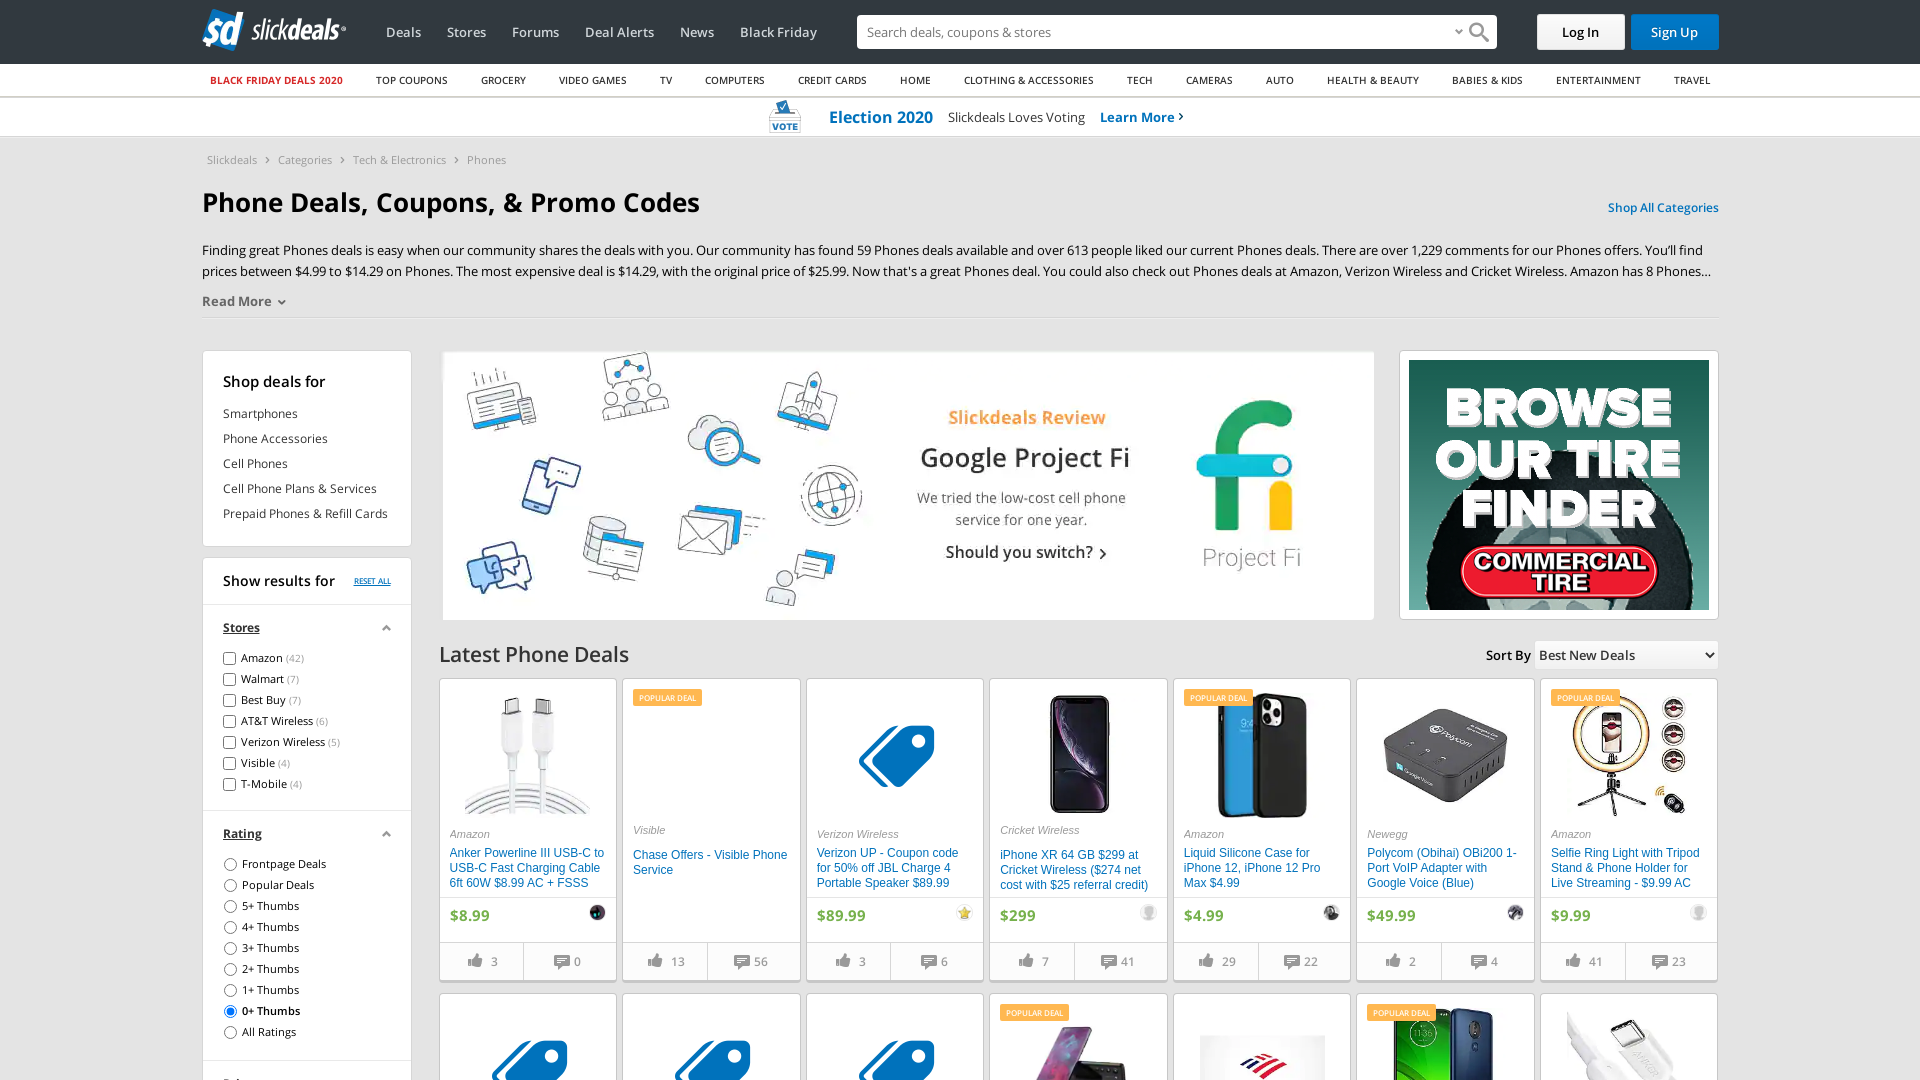 sd slickdeals
Deals
Stores
Forums
Deal Alerts
News
Black Friday
Search deals, coupons & stores
Log In
Sign Up
BLACK FRIDAY DEALS 2020
TOP COUPONS
GROCERY
VIDEO GAMES
TV
COMPUTERS
CREDIT CARDS
HOME
CLOTHING & ACCESSORIES
TECH
CAMERAS
AUTO
HEALTH & BEAUTY
BABIES & KIDS
ENTERTAINMENT
TRAVEL
VOTE
Election 2020
Slickdeals Loves Voting
Learn More
Slickdeals
Categories
Tech & Electronics
Phones
Phone Deals, Coupons, & Promo Codes
Shop All Categories
Finding great Phones deals is easy when our community shares the deals with you. Our community has found 59 Phones deals available and over 613 people liked our current Phones deals. There are over 1,229 comments for our Phones offers. You'll find
prices between $4.99 to $14.29 on Phones. The most expensive deal is $14.29, with the original price of $25.99. Now that's a great Phones deal. You could also check out Phones deals at Amazon, Verizon Wireless and Cricket Wireless. Amazon has 8 Phones...
Read More
Shop deals for
Smartphones
Phone Accessories
Cell Phones
Cell Phone Plans & Services
Prepaid Phones & Refill Cards
Show results for
RESET ALL
Stores
Amazon (42)
Walmart (7)
Best Buy (7)
AT&T Wireless (6)
Verizon Wireless (5)
Visible (4)
T-Mobile (4)
Rating
Frontpage Deals
Popular Deals
5+ Thumbs
4+ Thumbs
3+ Thumbs
2+ Thumbs
1+ Thumbs
0+ Thumbs
All Ratings
Slickdeals Review
Google Project Fi
We tried the low-cost cell phone
service for one year.
Should you switch?
Project Fi
BROWSE
OUR TIRE
FINDER
COMMERCIAL
TIRE
Latest Phone Deals
Sort By
Best New Deals
Amazon
Anker Powerline III USB-C to
USB-C Fast Charging Cable
6ft 60W $8.99 AC + FSSS
$8.99
3
0
POPULAR DEAL
Visible
Chase Offers - Visible Phone
Service
13
56
Verizon Wireless
Verizon UP - Coupon code
for 50% off JBL Charge 4
Portable Speaker $89.99
$89.99
3
6
Cricket Wireless
iPhone XR 64 GB $299 at
Cricket Wireless ($274 net
cost with $25 referral credit)
$299
7
41
POPULAR DEAL
Amazon
Liquid Silicone Case for
iPhone 12, iPhone 12 Pro
Max $4.99
$4.99
29
22
Polycom
Newegg
Polycom (Obihai) OBi200 1-
Port VoIP Adapter with
Google Voice (Blue)
$49.99
2
4
POPULAR DEAL
Amazon
Selfie Ring Light with Tripod
Stand & Phone Holder for
Live Streaming - $9.99 AC
$9.99
41
23
POPULAR DEAL
POPULAR DEAL
11:36